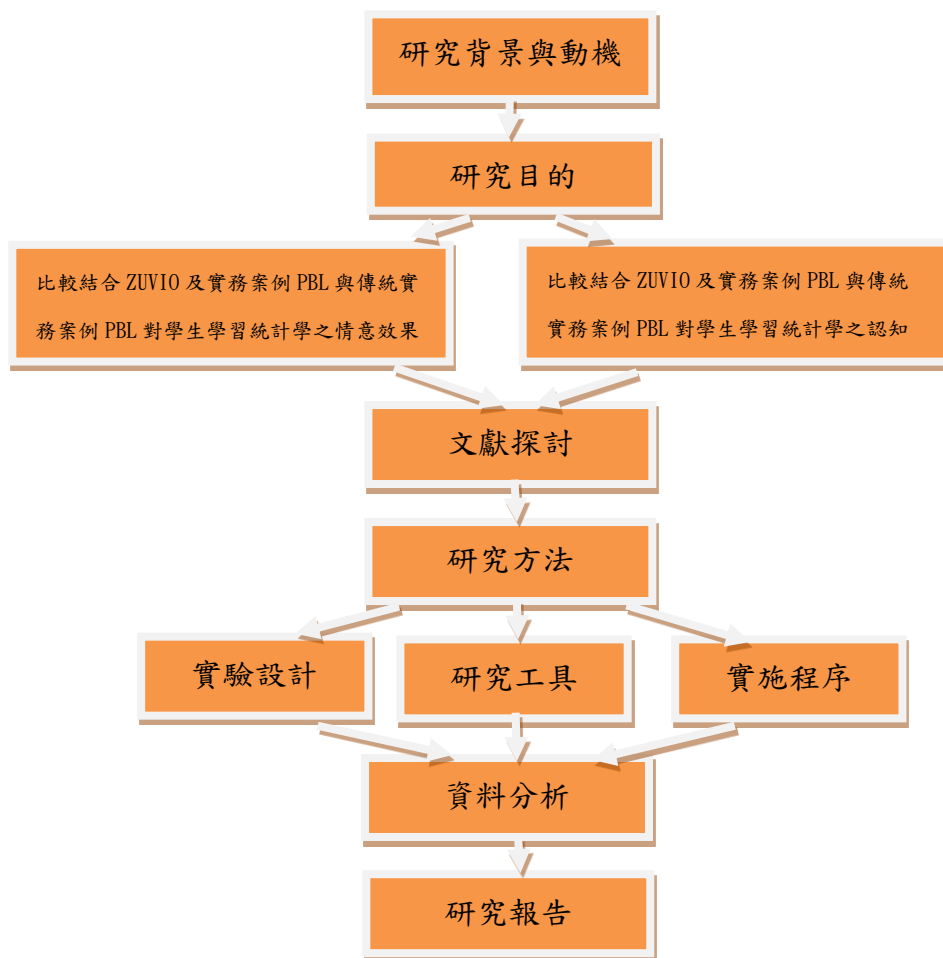 研究背景與動機
研究目的
比較結合 ZUVIO 及實務案例 PBL 與傳統實
務案例 PBL 對學生學習統計學之情意效果
比較結合 ZUVIO 及實務案例 PBL 與傳統
實務案例 PBL 對學生學習統計學之認知
文獻探討
研究方法
實驗設計
研究工具
實施程序
資料分析
研究報告